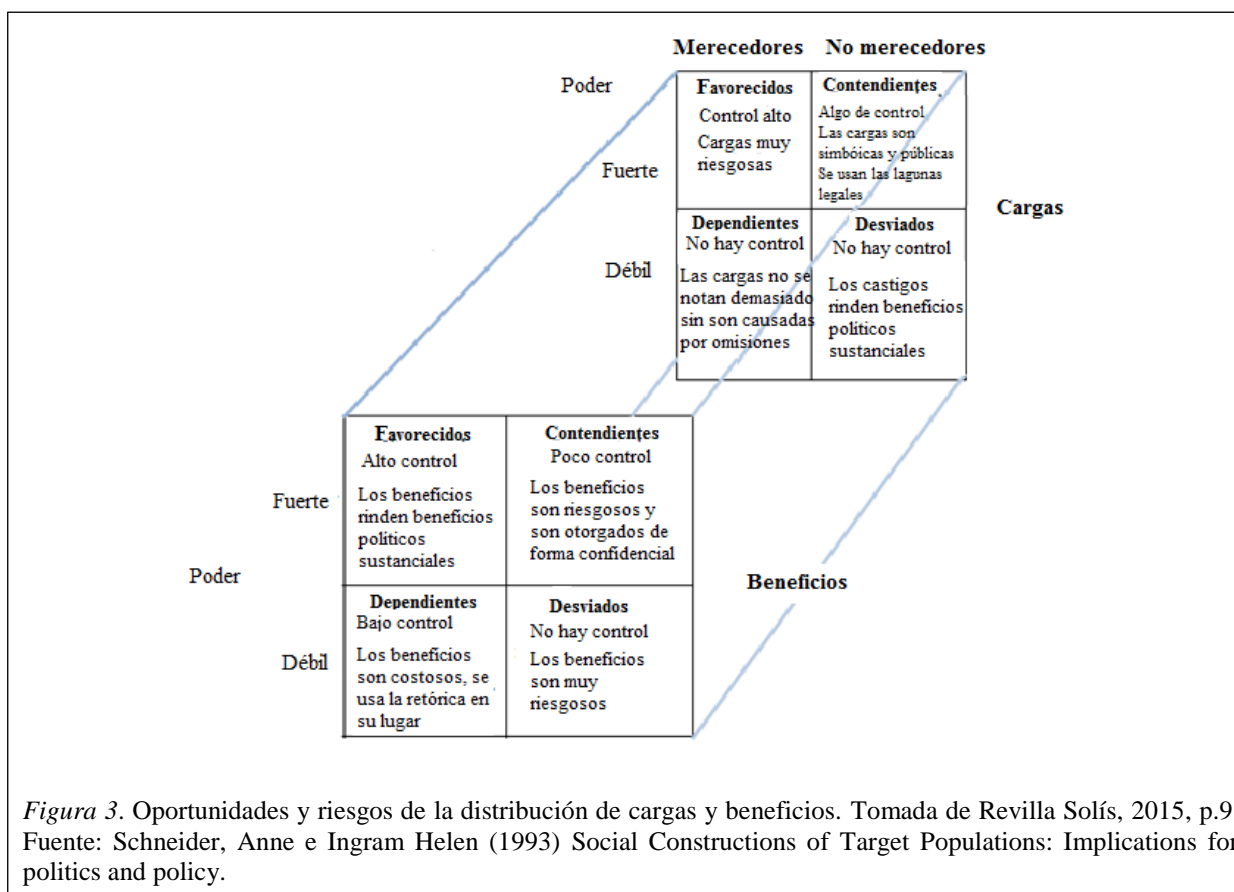 Merecedores No merecedores
Poder
Fuerte
Débil
Favorecidos
Control alto
Cargas muy
riesgosas
Contendientes
Algo de control
Las cargas son
simbóicas y públicas
Se usan las lagunas
legales
Cargas
Dependientes
No hay control
Las cargas no se
notan demasiado
sin son causadas
por omisiones
Desviados
No hay control
Los castigos
rinden beneficios
políticos
sustanciales
Poder
Fuerte
Débil
Favorecidos
Alto control
Los beneficios
rinden beneficios
políticos
sustanciales
Contendientes
Poco control
Los beneficios
son riesgosos y
son otorgados de
forma confidencial
Beneficios
Dependientes
Bajo control
Los beneficios
son costosos, se
usa la retórica en
su lugar
Desviados
No hay control
Los beneficios
son muy
riesgosos
Figura 3. Oportunidades y riesgos de la distribución de cargas y beneficios. Tomada de Revilla Solís, 2015, p.9
Fuente: Schneider, Anne e Ingram Helen (1993) Social Constructions of Target Populations: Implications for
politics and policy.